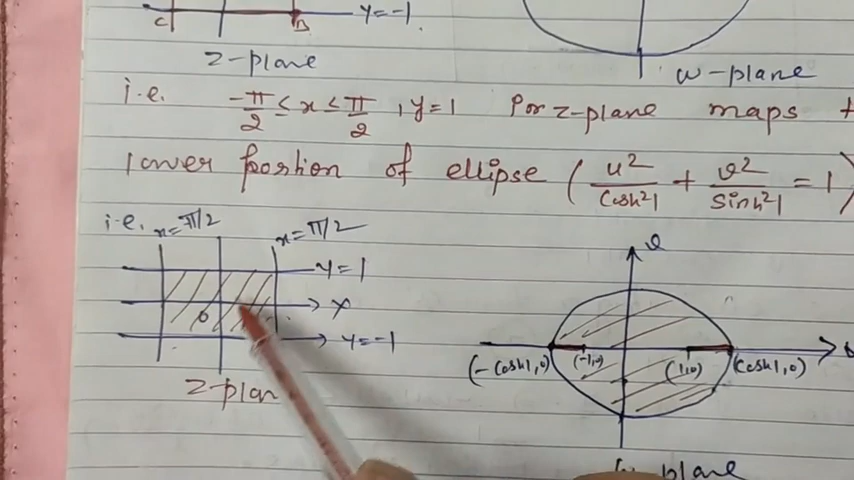 C B y=-1.
z-plane
w-plane
i.e. -π/2 ≤ x ≤ π/2 , y=1 for z-plane maps
lower portion of ellipse ( u²/cosh²1 + v²/sinh²1 = 1 )
i.e. x=π/2 x=π/2
v
y=1
x
0
y=-1
(-cosh1,0) (-1,0) (1,0) (cosh1,0)
z-plan
w-plane